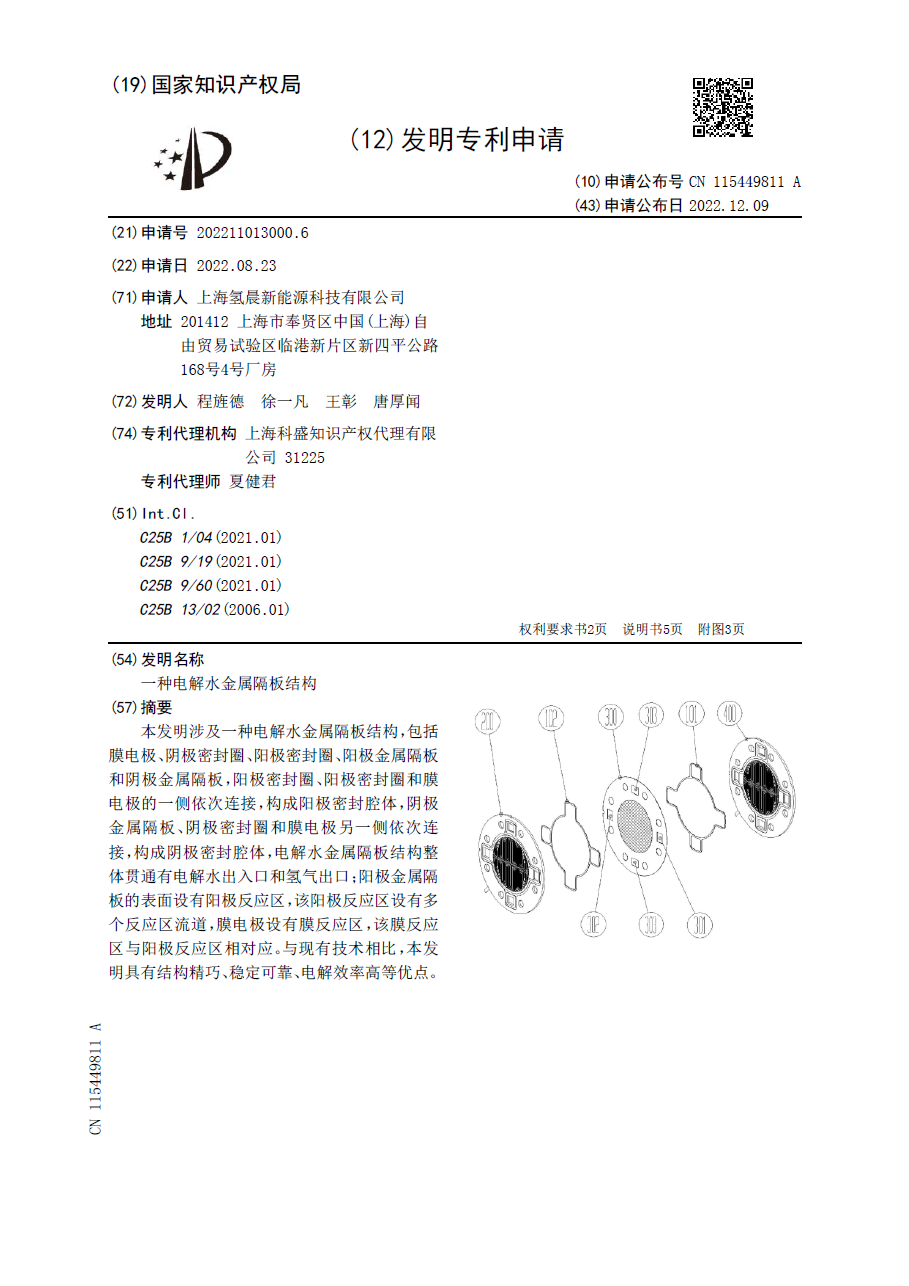 (19)国家知识产权局
(12)发明专利申请
(10)申请公布号 CN 115449811 A
(43)申请公布日 2022.12.09
(21)申请号 202211013000.6
(22)申请日 2022.08.23
(71)申请人 上海氢晨新能源科技有限公司
地址 201412 上海市奉贤区中国(上海)自
由贸易试验区临港新片区新四平公路
168号4号厂房
(72)发明人 程旌德 徐一凡 王彰 唐厚闻
(74)专利代理机构 上海科盛知识产权代理有限
公司 31225
专利代理师 夏健君
(51)Int.Cl.
C25B 1/04(2021.01)
C25B 9/19(2021.01)
C25B 9/60(2021.01)
C25B 13/02(2006.01)
权利要求书2页 说明书5页 附图3页
(54)发明名称
一种电解水金属隔板结构
(57)摘要
本发明涉及一种电解水金属隔板结构,包括
膜电极、阴极密封圈、阳极密封圈、阳极金属隔板
和阴极金属隔板,阳极密封圈、阳极密封圈和膜
电极的一侧依次连接,构成阳极密封腔体,阴极
金属隔板、阴极密封圈和膜电极另一侧依次连
接,构成阴极密封腔体,电解水金属隔板结构整
体贯通有电解水出入口和氢气出口;阳极金属隔
板的表面设有阳极反应区,该阳极反应区设有多
个反应区流道,膜电极设有膜反应区,该膜反应
区与阳极反应区相对应。与现有技术相比,本发
明具有结构精巧、稳定可靠、电解效率高等优点。
102 300 303 101 400
302 303 301
CN 115449811 A